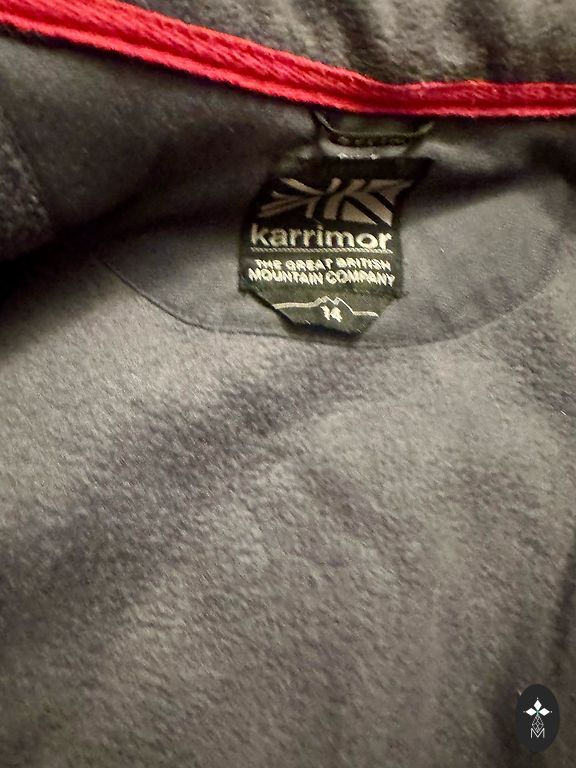 karrimor
THE GREAT BRITISH
MOUNTAIN COMPANY
14
M